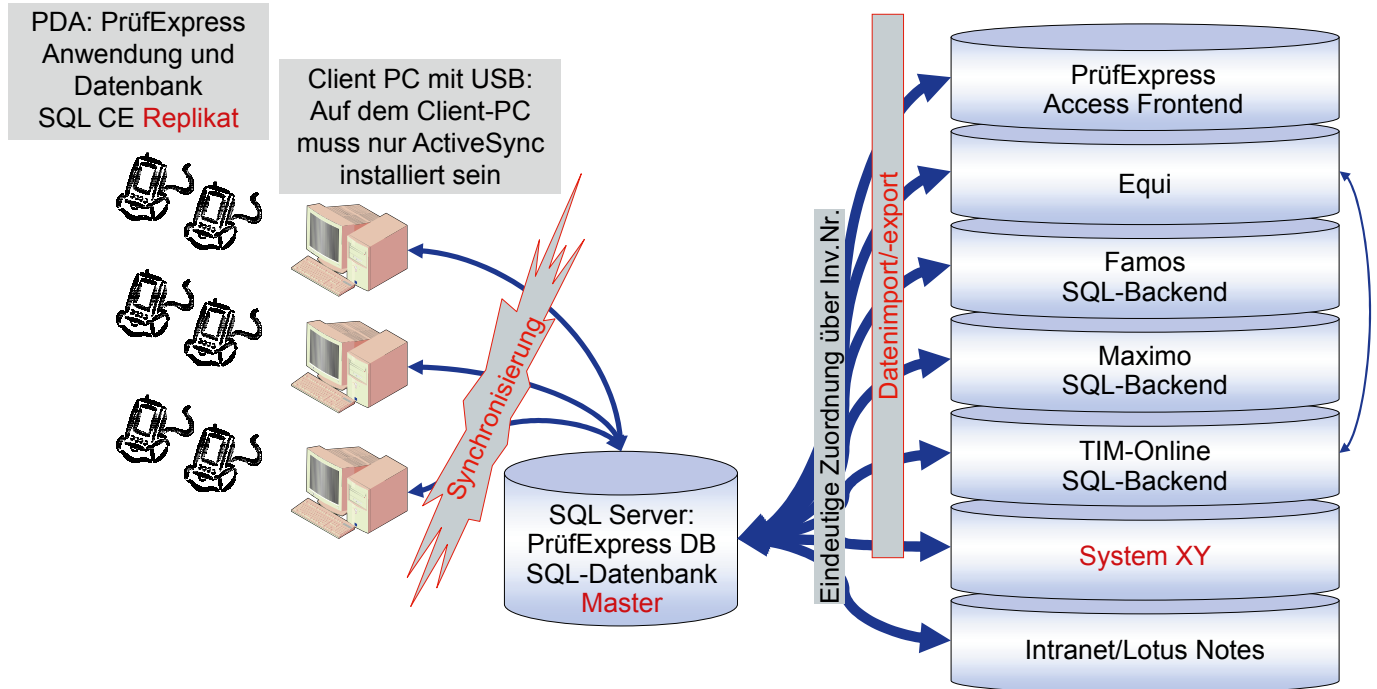 PDA: PrüfExpress
Anwendung und
Datenbank
SQL CE Replikat
Client PC mit USB:
Auf dem Client-PC
muss nur ActiveSync
installiert sein
Synchronisierung
SQL Server:
PrüfExpress DB
SQL-Datenbank
Master
Eindeutige Zuordnung über Inv.Nr.
Datenimport/-export
PrüfExpress
Access Frontend
Equi
Famos
SQL-Backend
Maximo
SQL-Backend
TIM-Online
SQL-Backend
System XY
Intranet/Lotus Notes